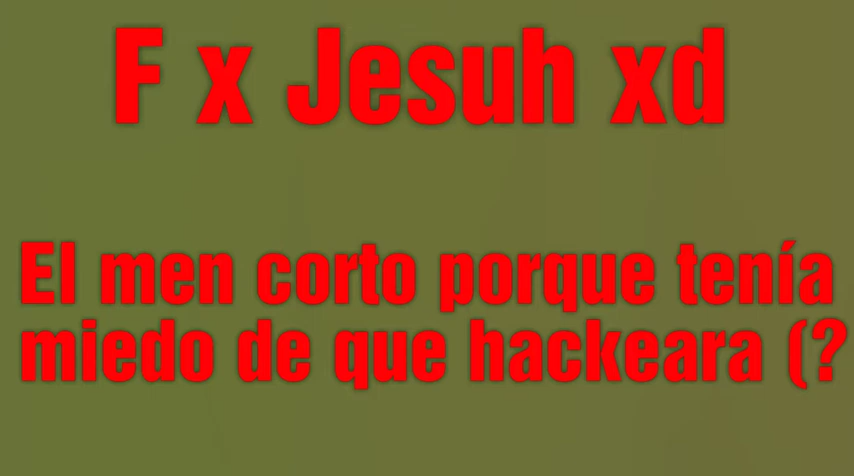 F x Jesuh xd
El men corto porque tenía
miedo de que hackeara (?